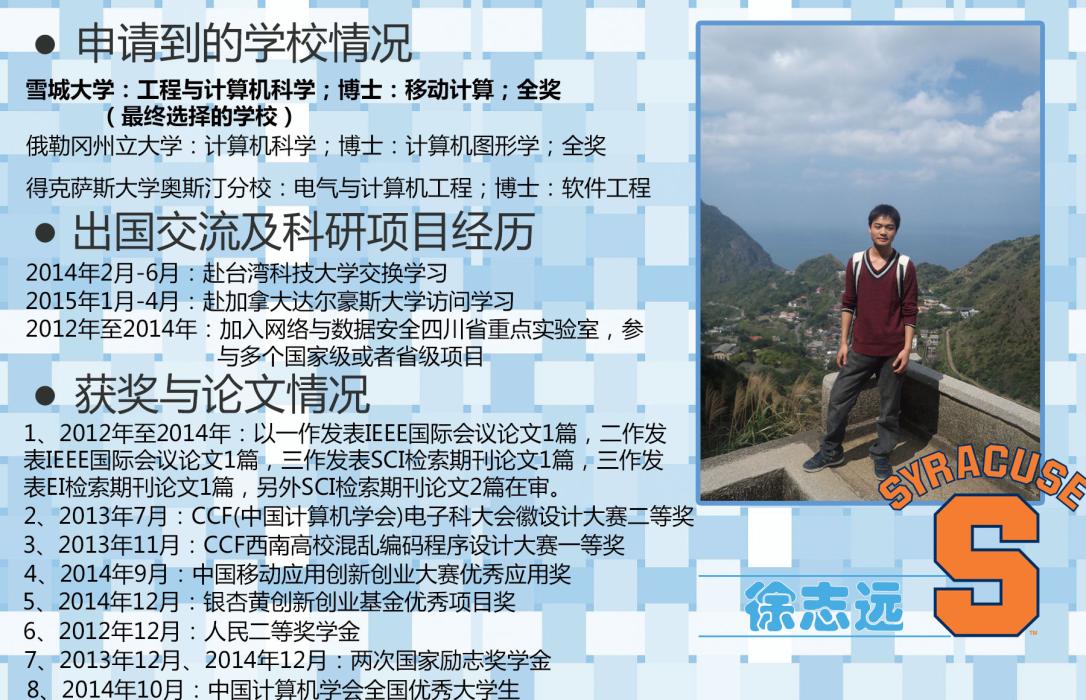 ● 申请到的学校情况
雪城大学：工程与计算机科学；博士：移动计算；全奖
（最终选择的学校）
俄勒冈州立大学：计算机科学；博士：计算机图形学；全奖
得克萨斯大学奥斯汀分校：电气与计算机工程；博士：软件工程
● 出国交流及科研项目经历
2014年2月-6月：赴台湾科技大学交换学习
2015年1月-4月：赴加拿大达尔豪斯大学访问学习
2012年至2014年：加入网络与数据安全四川省重点实验室，参
与多个国家级或者省级项目
● 获奖与论文情况
1、2012年至2014年：以一作发表IEEE国际会议论文1篇，二作发
表IEEE国际会议论文1篇，三作发表SCI检索期刊论文1篇，三作发
表EI检索期刊论文1篇，另外SCI检索期刊论文2篇在审。
2、2013年7月：CCF(中国计算机学会)电子科大会徽设计大赛二等奖
3、2013年11月：CCF西南高校混乱编码程序设计大赛一等奖
4、2014年9月：中国移动应用创新创业大赛优秀应用奖
5、2014年12月：银杏黄创新创业基金优秀项目奖
6、2012年12月：人民二等奖学金
7、2013年12月、2014年12月：两次国家励志奖学金
8、2014年10月：中国计算机学会全国优秀大学生
SYRACUSE
S
TM
徐志远